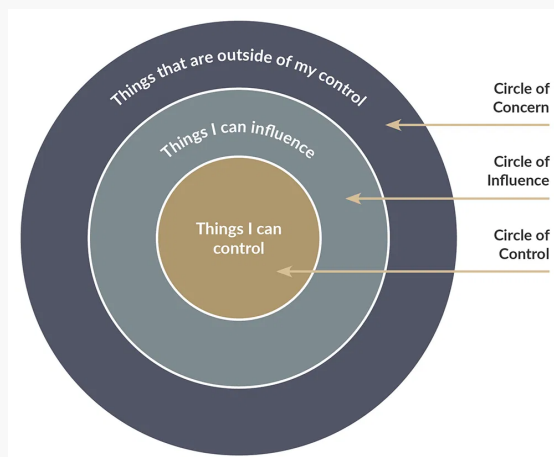 Things that are outside of my control
Things I can influence
Things I can
control
Circle of
Concern
Circle of
Influence
Circle of
Control